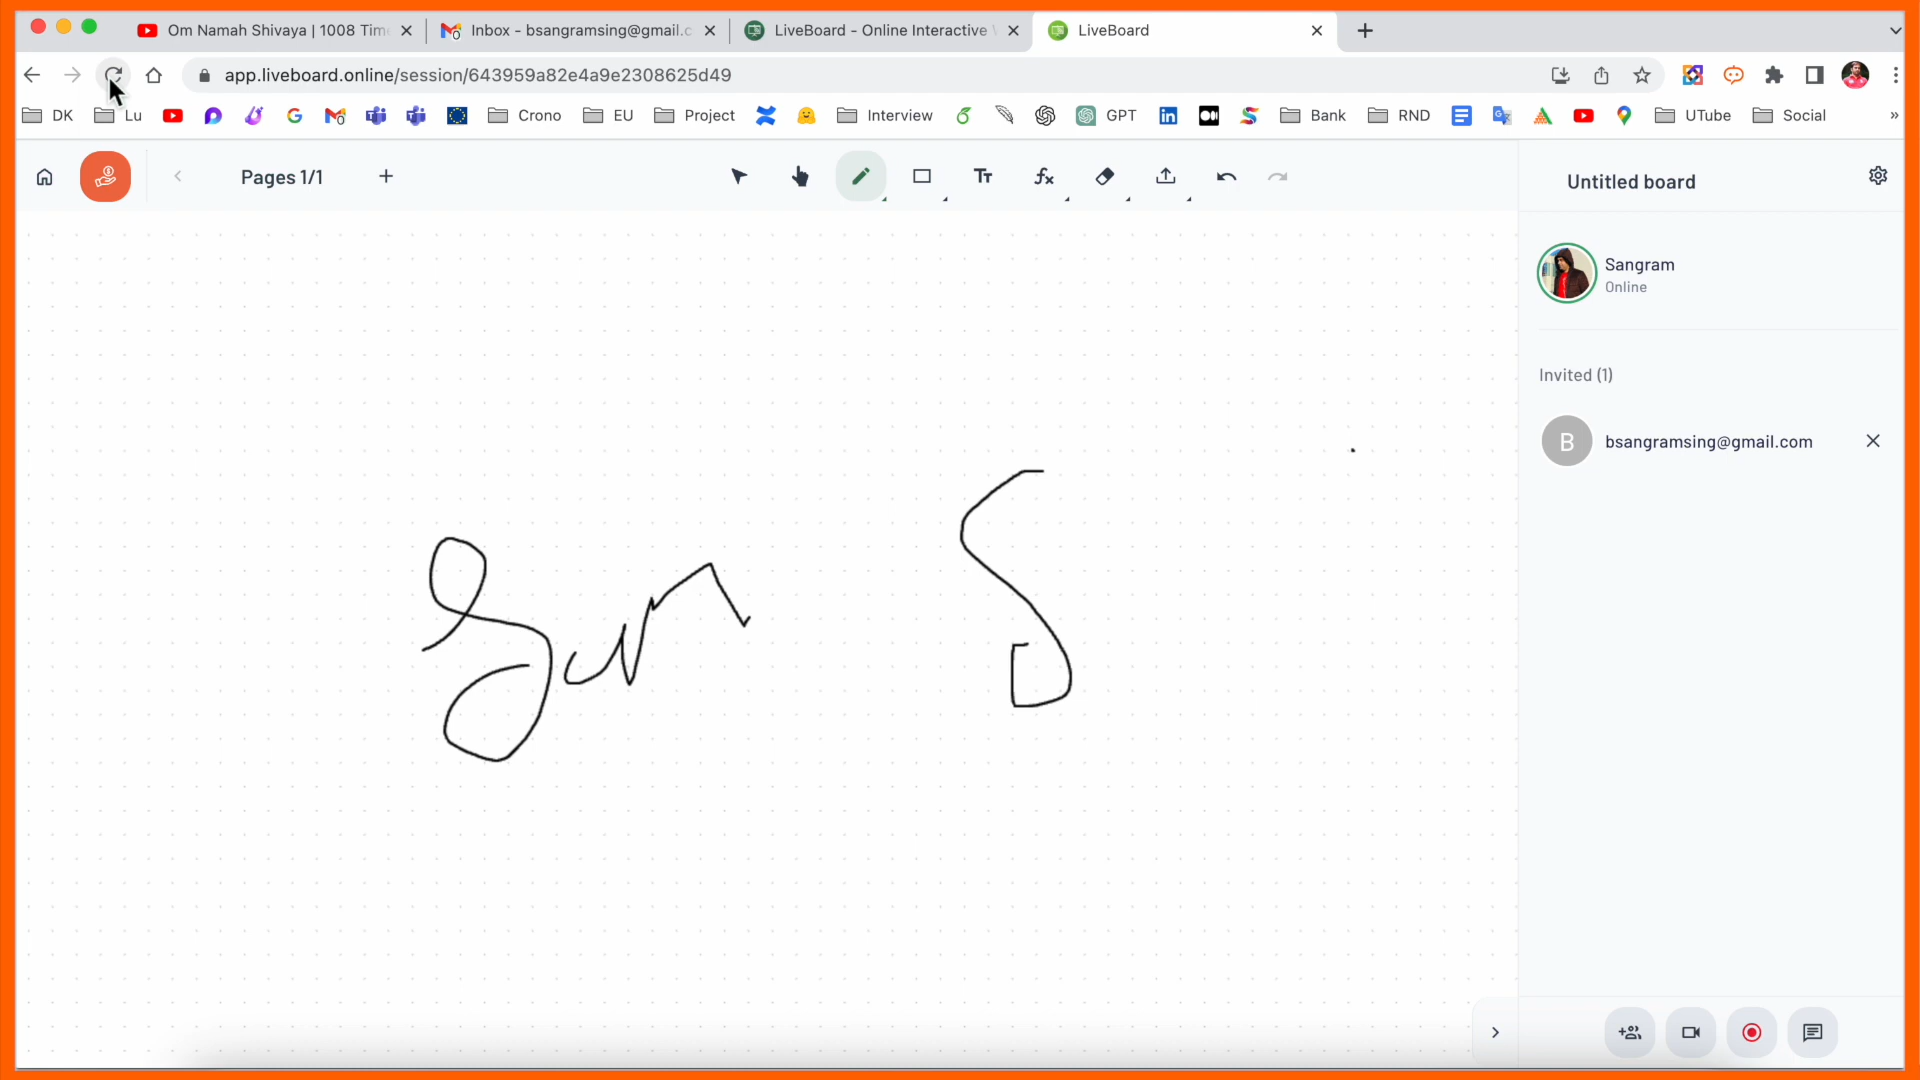 Om Namah Shivaya | 1008 Tim
Inbox - bsangramsing@gmail.c
LiveBoard - Online Interactive
LiveBoard
app.liveboard.online/session/643959a82e4a9e2308625d49
DK Lu Crono EU Project Interview GPT Bank RND UTube Social »
Pages 1/1
Untitled board
Sangram
Online
Invited (1)
B bsangramsing@gmail.com
San S